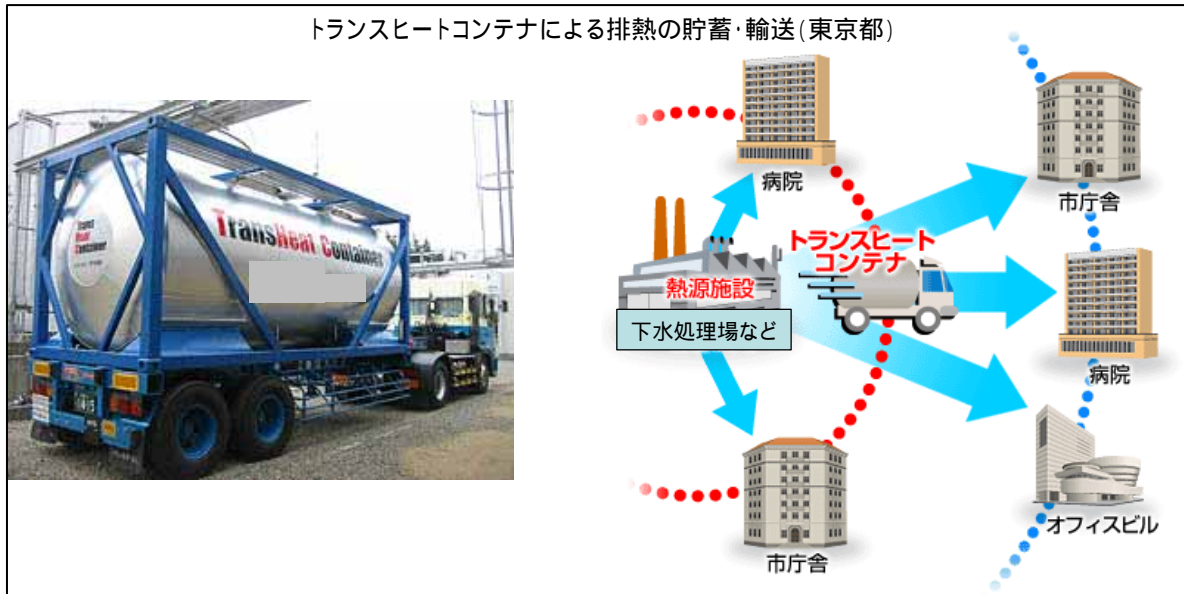 トランスヒートコンテナによる排熱の貯蓄・輸送(東京都)
TransHeat Container
Trans
Heat
Container
病院
市庁舎
トランスヒート
コンテナ
熱源施設
下水処理場など
病院
市庁舎
オフィスビル